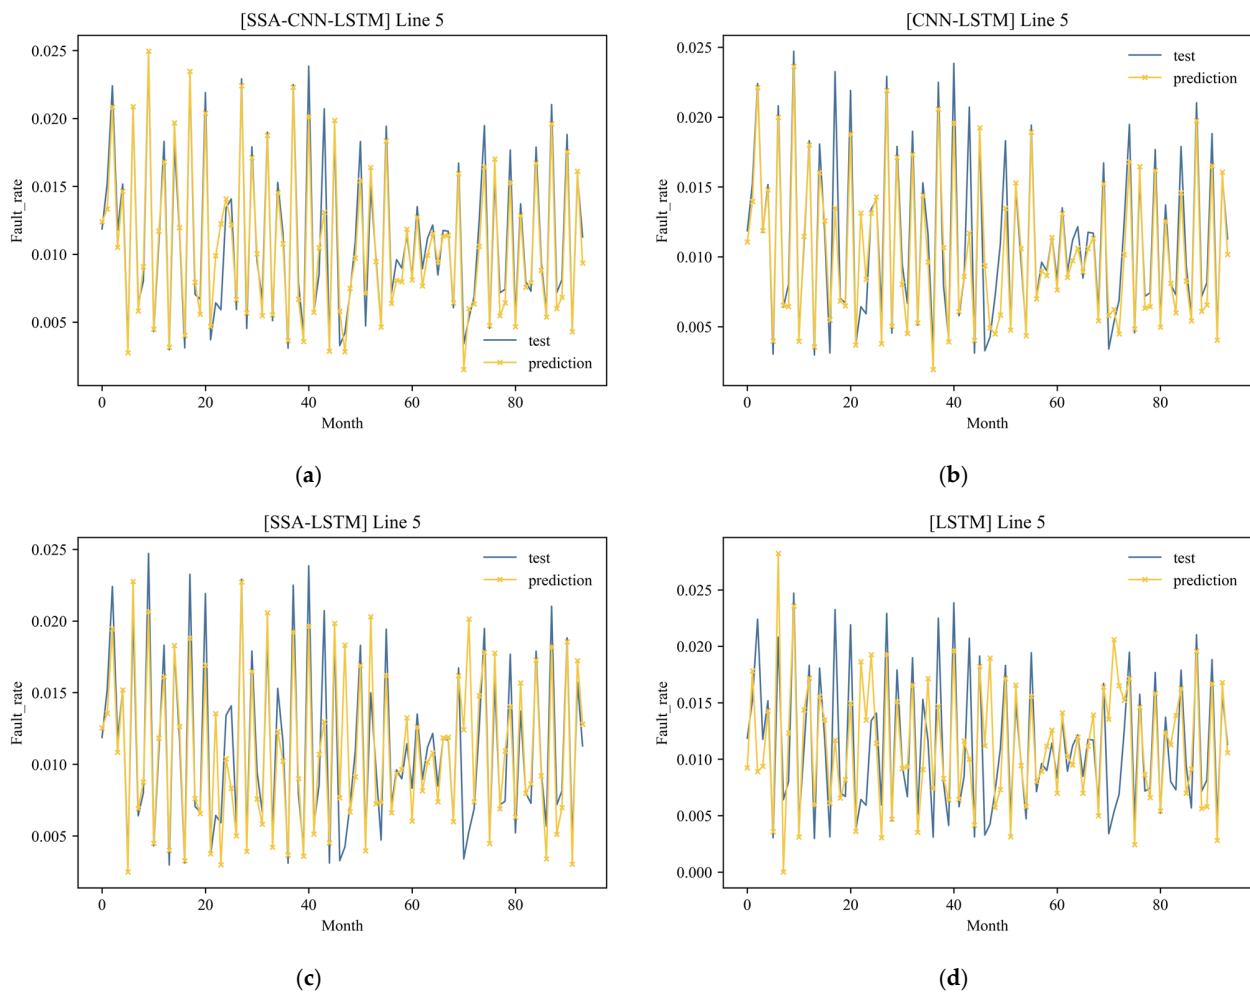 [SSA-CNN-LSTM] Line 5
0.025
0.020
0.015
0.010
0.005
Fault_rate
test
prediction
0 20 40 60 80
Month
(a)
[CNN-LSTM] Line 5
0.025
0.020
0.015
0.010
0.005
Fault_rate
test
prediction
0 20 40 60 80
Month
(b)
[SSA-LSTM] Line 5
0.025
0.020
0.015
0.010
0.005
Fault_rate
test
prediction
0 20 40 60 80
Month
(c)
[LSTM] Line 5
0.025
0.020
0.015
0.010
0.005
0.000
Fault_rate
test
prediction
0 20 40 60 80
Month
(d)